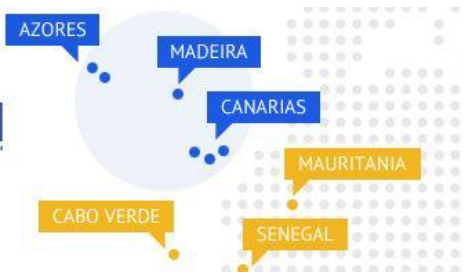 AZORES
MADEIRA
CANARIAS
MAURITANIA
CABO VERDE
SENEGAL